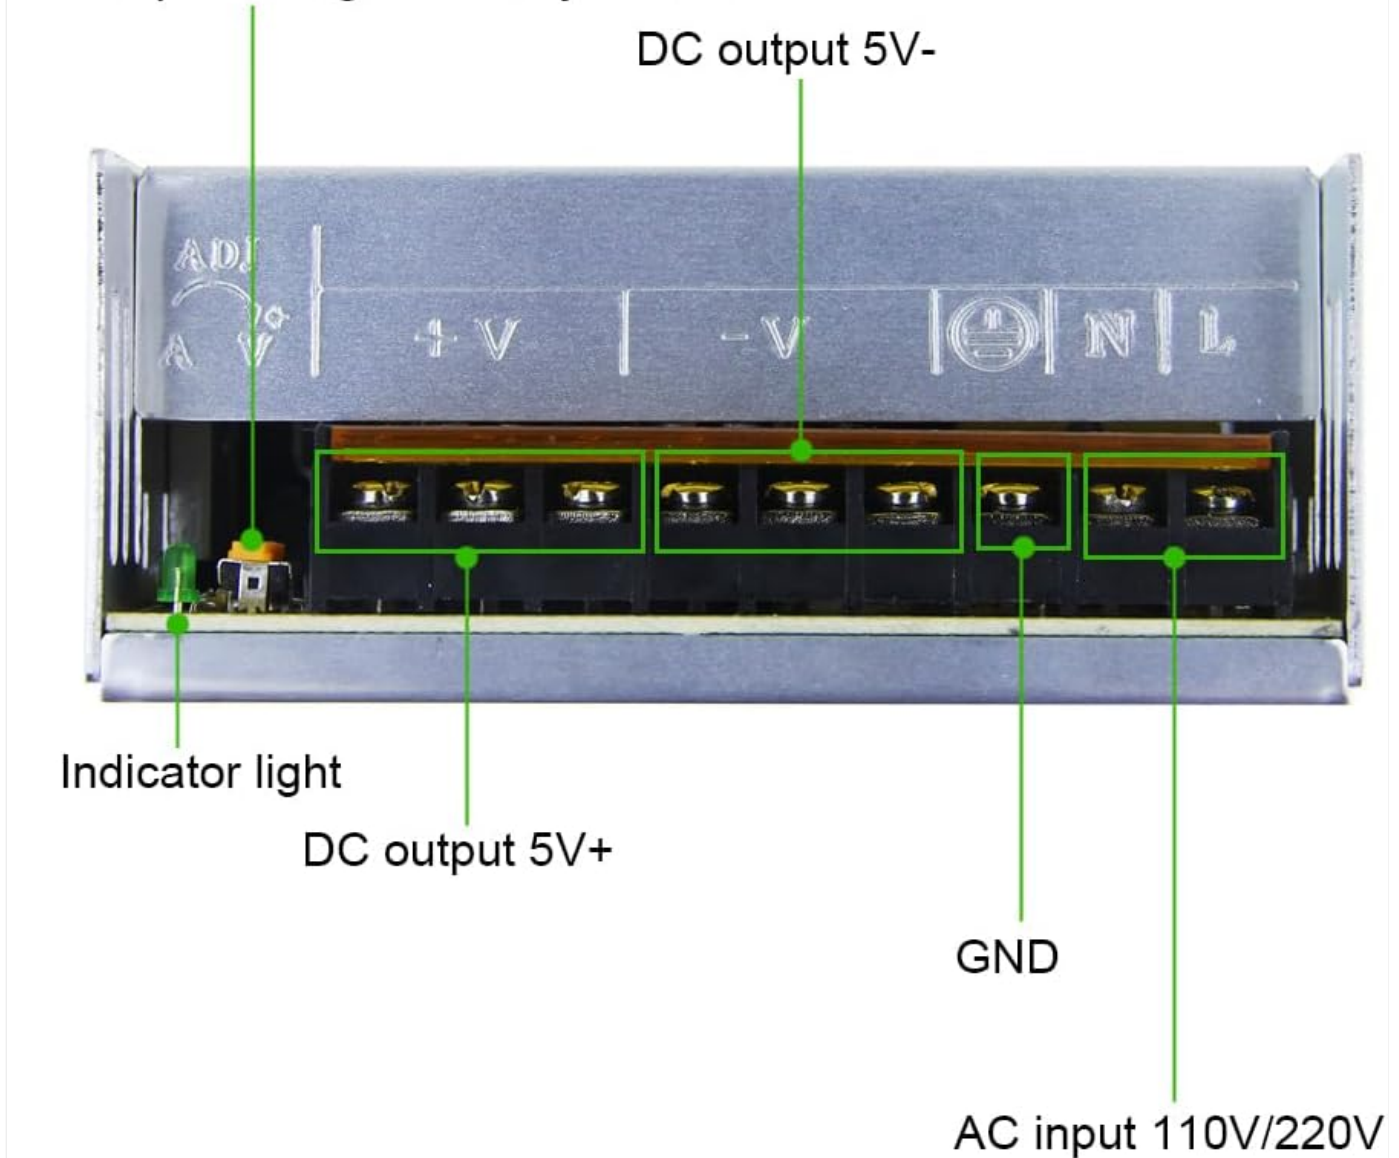 DC output 5V-
ADJ
A V
+V
-V
N
L
Indicator light
DC output 5V+
GND
AC input 110V/220V